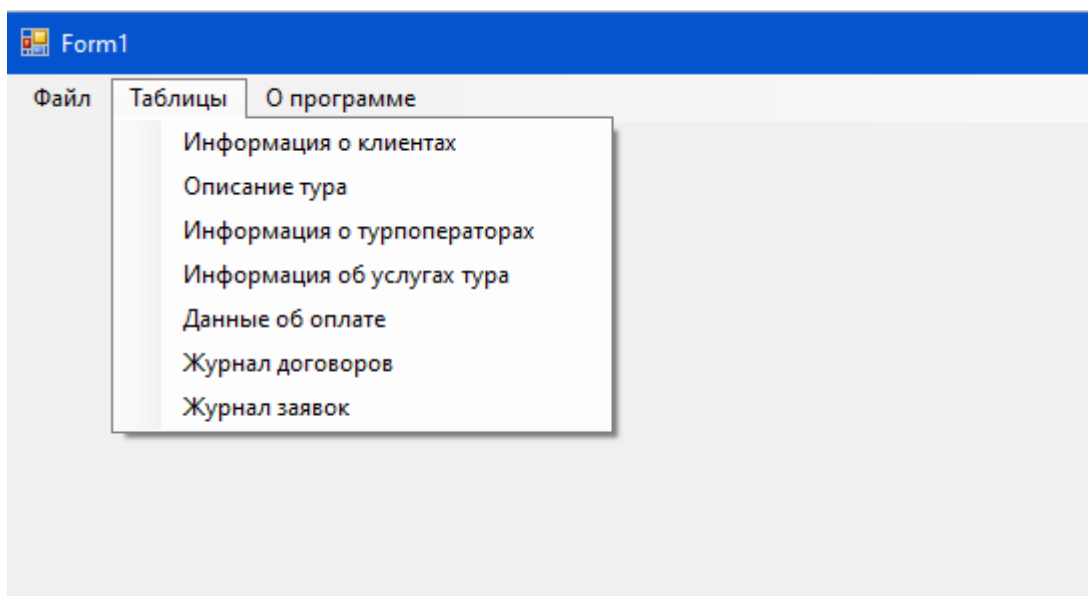 Form1
Файл Таблицы О программе
Информация о клиентах
Описание тура
Информация о турпоператорах
Информация об услугах тура
Данные об оплате
Журнал договоров
Журнал заявок